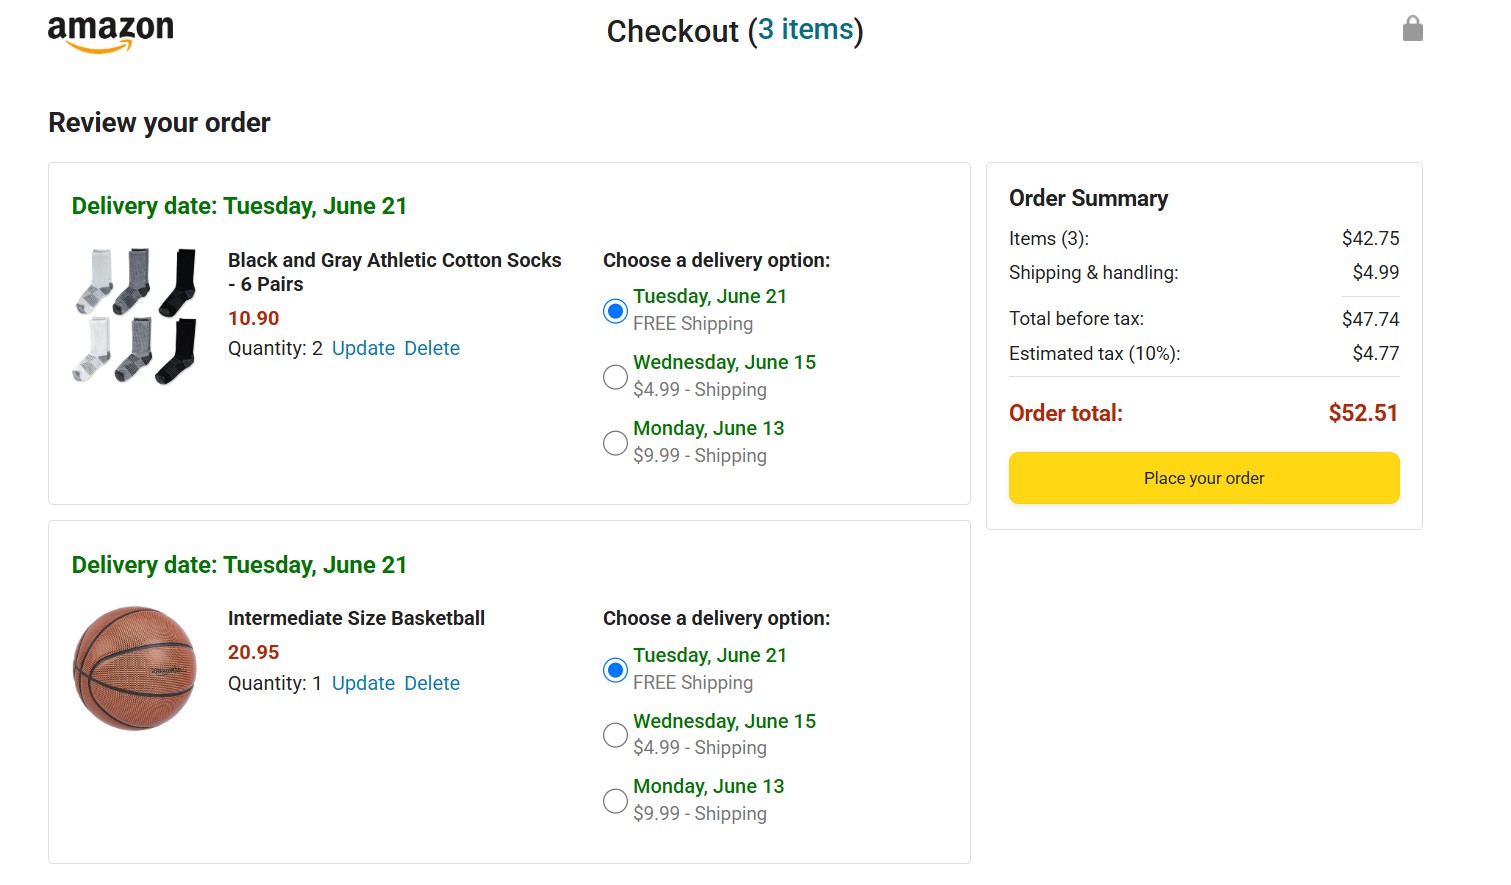 amazon
Checkout (3 items)
Review your order
Delivery date: Tuesday, June 21
Black and Gray Athletic Cotton Socks
- 6 Pairs
10.90
Quantity: 2 Update Delete
Choose a delivery option:
Tuesday, June 21
FREE Shipping
Wednesday, June 15
$4.99 - Shipping
Monday, June 13
$9.99 - Shipping
Delivery date: Tuesday, June 21
Intermediate Size Basketball
20.95
Quantity: 1 Update Delete
Choose a delivery option:
Tuesday, June 21
FREE Shipping
Wednesday, June 15
$4.99 - Shipping
Monday, June 13
$9.99 - Shipping
Order Summary
Items (3): $42.75
Shipping & handling: $4.99
Total before tax: $47.74
Estimated tax (10%): $4.77
Order total: $52.51
Place your order